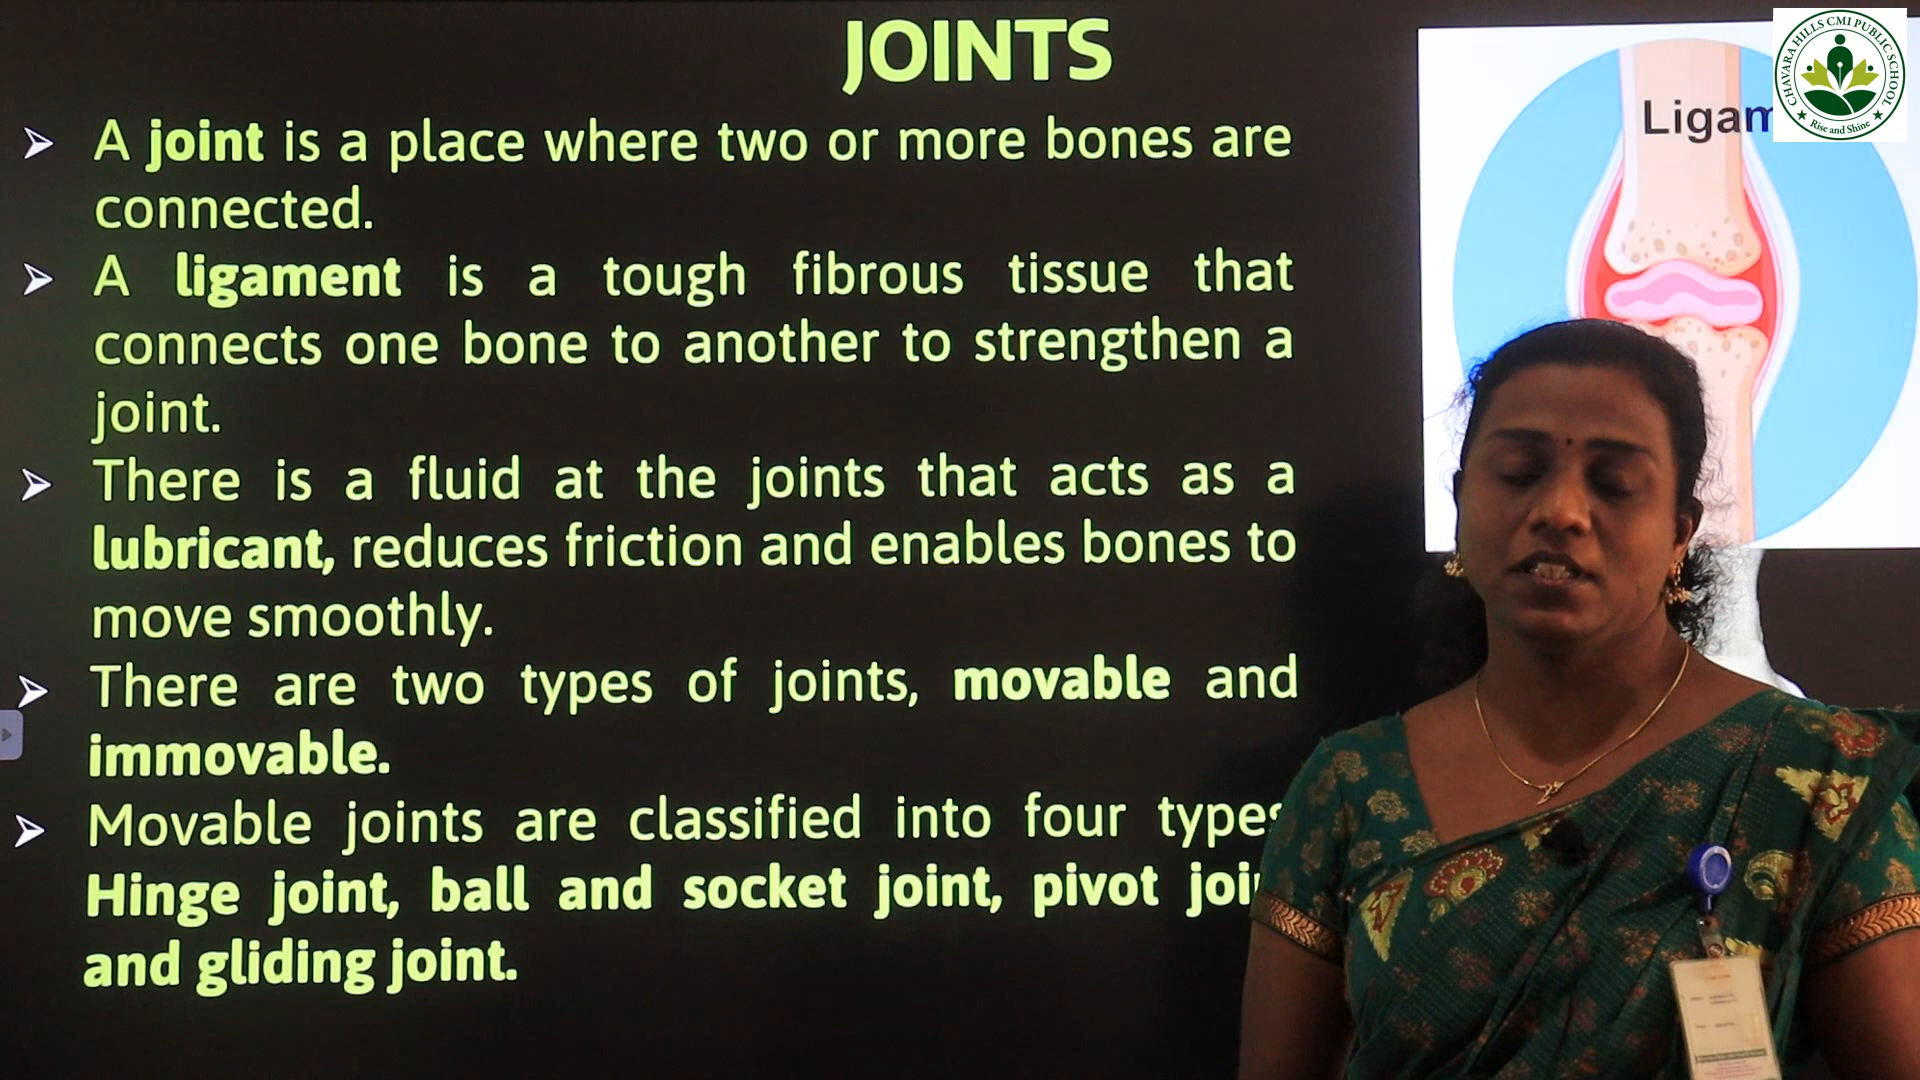 JOINTS
A joint is a place where two or more bones are
connected.
A ligament is a tough fibrous tissue that
connects one bone to another to strengthen a
joint.
There is a fluid at the joints that acts as a
lubricant, reduces friction and enables bones to
move smoothly.
There are two types of joints, movable and
immovable.
Movable joints are classified into four types
Hinge joint, ball and socket joint, pivot join
and gliding joint.
Ligam
CHAVARA HILLS CMI PUBLIC SCHOOL
Rise and Shine